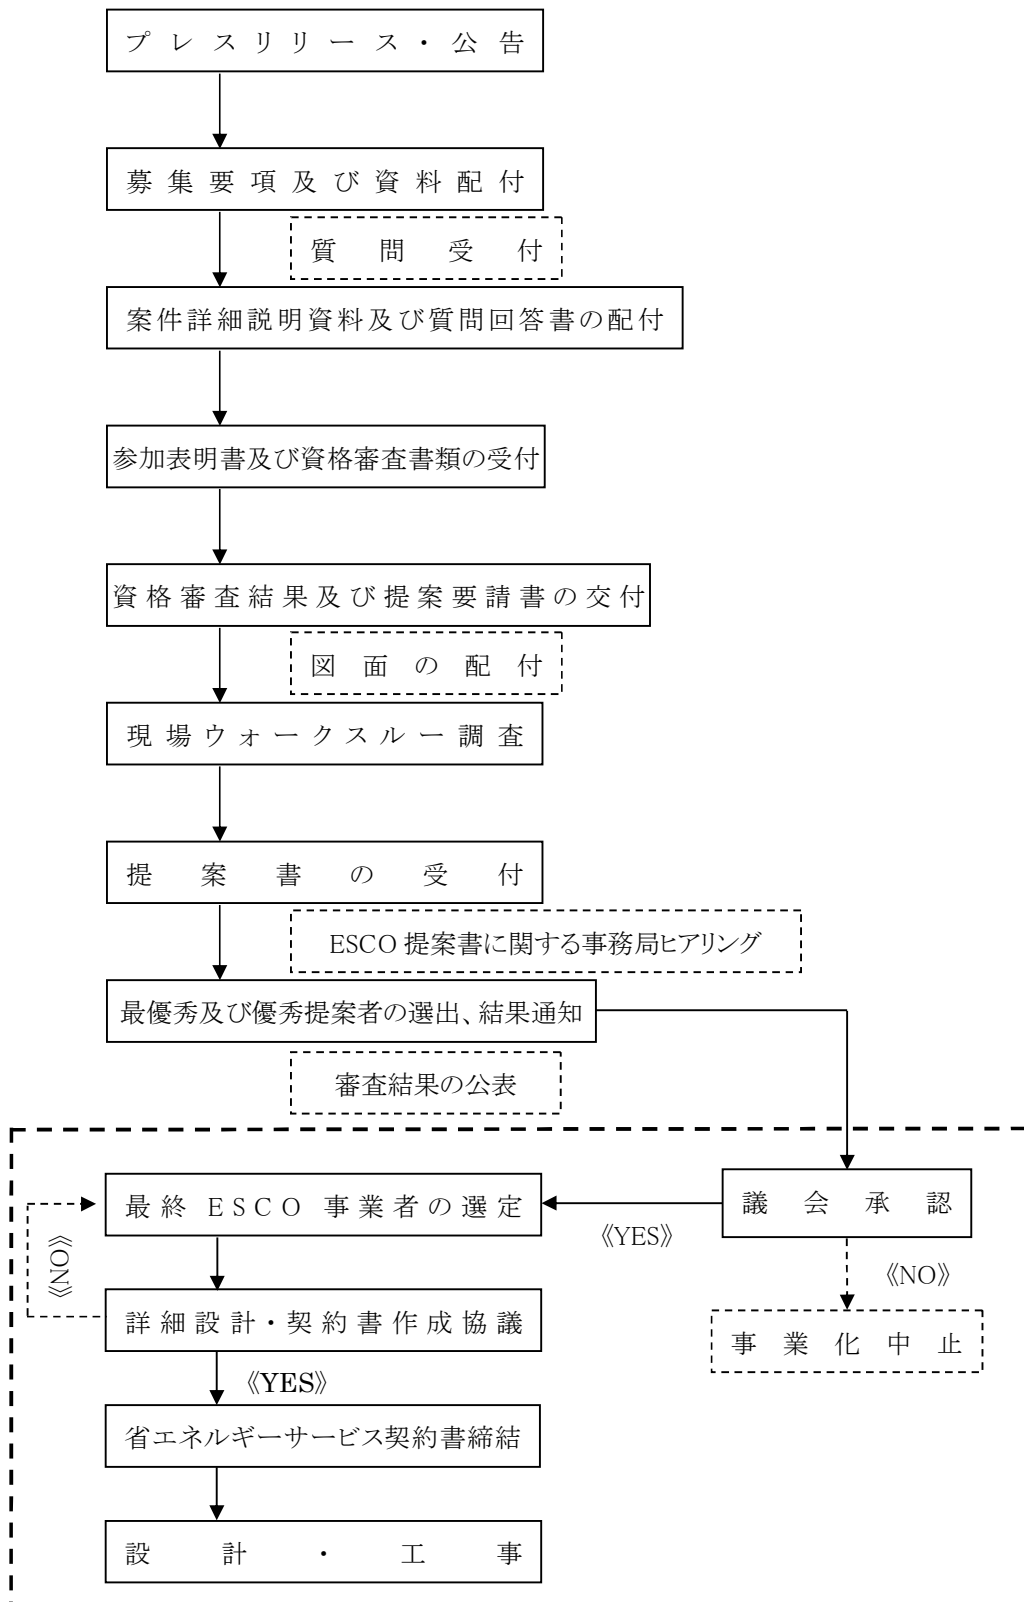 プレスリリース・公告
募集要項及び資料配付
質問受付
案件詳細説明資料及び質問回答書の配付
参加表明書及び資格審査書類の受付
資格審査結果及び提案要請書の交付
図面の配付
現場ウォークスルー調査
提案書の受付
ESCO 提案書に関する事務局ヒアリング
最優秀及び優秀提案者の選出、結果通知
審査結果の公表
議会承認
最終 ESCO 事業者の選定
《YES》
《NO》
《NO》
詳細設計・契約書作成協議
事業化中止
《YES》
省エネルギーサービス契約書締結
設計・工事